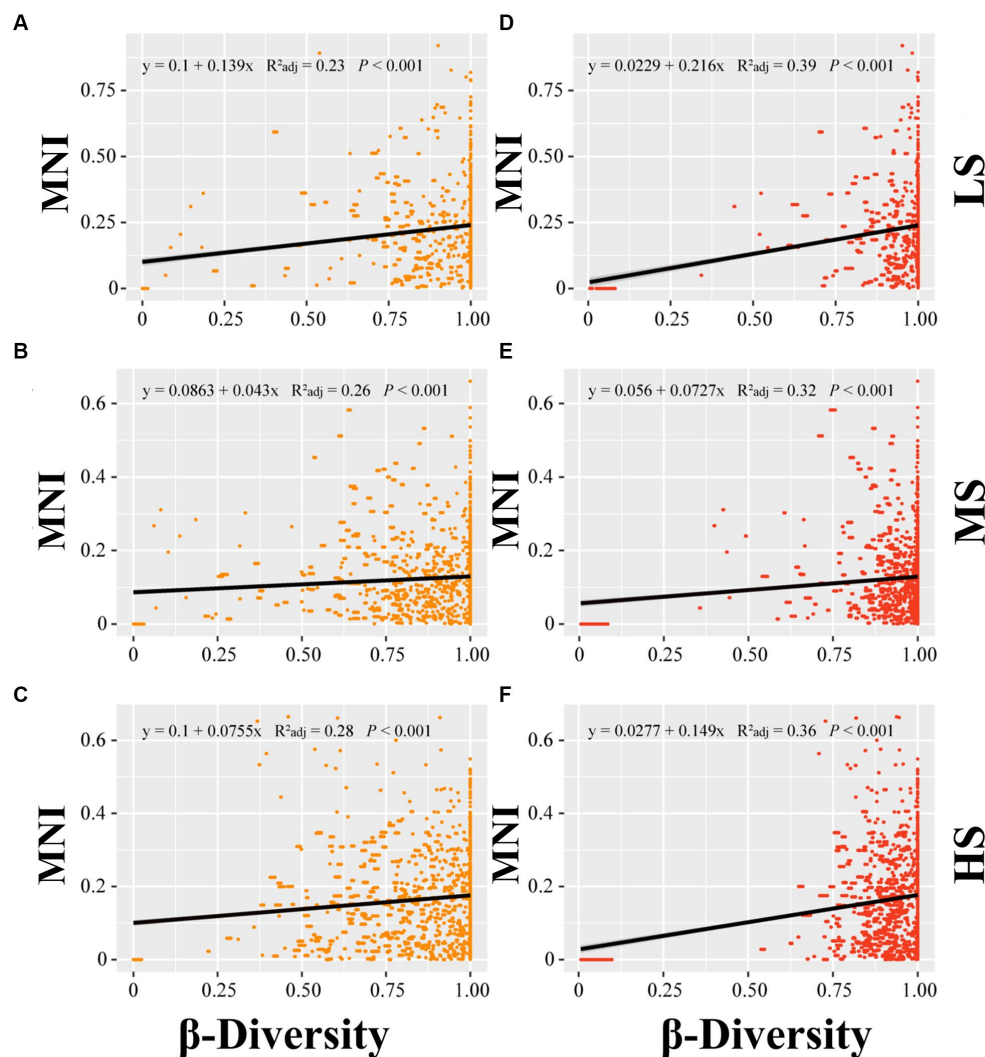 A
D
y = 0.1 + 0.139x R²adj = 0.23 P < 0.001
y = 0.0229 + 0.216x R²adj = 0.39 P < 0.001
0.75
0.50
0.25
0
MNI
0.75
0.50
0.25
0
MNI
LS
0 0.25 0.50 0.75 1.00
0 0.25 0.50 0.75 1.00
B
E
y = 0.0863 + 0.043x R²adj = 0.26 P < 0.001
y = 0.056 + 0.0727x R²adj = 0.32 P < 0.001
0.6
0.4
0.2
0
MNI
0.6
0.4
0.2
0
MNI
MS
0 0.25 0.50 0.75 1.00
0 0.25 0.50 0.75 1.00
C
F
y = 0.1 + 0.0755x R²adj = 0.28 P < 0.001
y = 0.0277 + 0.149x R²adj = 0.36 P < 0.001
0.6
0.4
0.2
0
MNI
0.6
0.4
0.2
0
MNI
HS
0 0.25 0.50 0.75 1.00
0 0.25 0.50 0.75 1.00
β-Diversity
β-Diversity